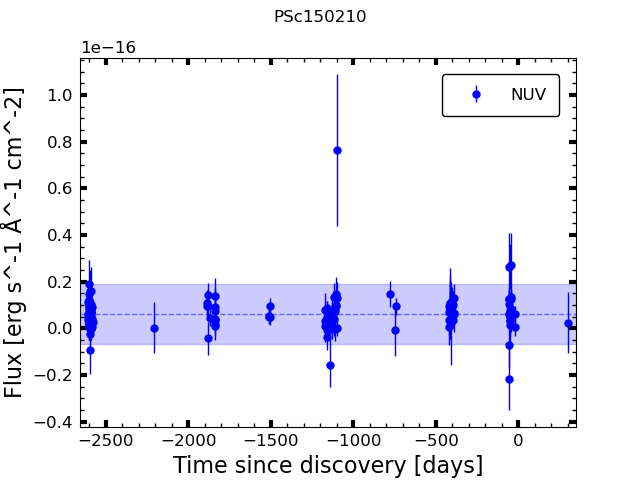 PSc150210
1e−16
NUV
1.0
0.8
0.6
0.4
0.2
0.0
−0.2
−0.4
Flux [erg s^-1 Å^-1 cm^-2]
−2500 −2000 −1500 −1000 −500 0
Time since discovery [days]